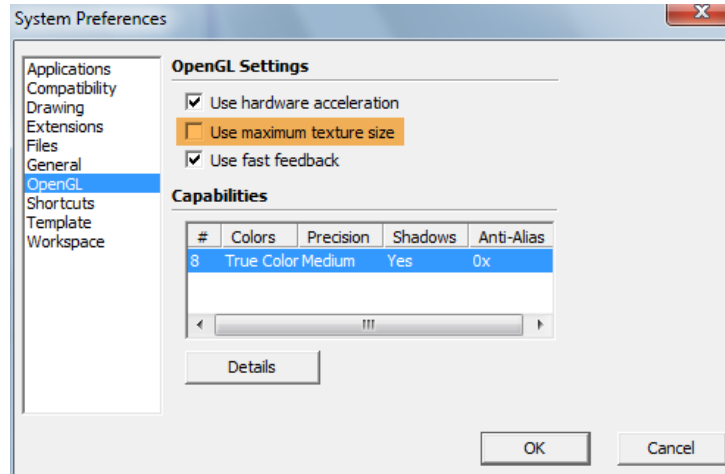 System Preferences
Applications
Compatibility
Drawing
Extensions
Files
General
OpenGL
Shortcuts
Template
Workspace
OpenGL Settings
Use hardware acceleration
Use maximum texture size
Use fast feedback
Capabilities
# Colors Precision Shadows Anti-Alias
8 True Color Medium Yes 0x
Details
OK Cancel